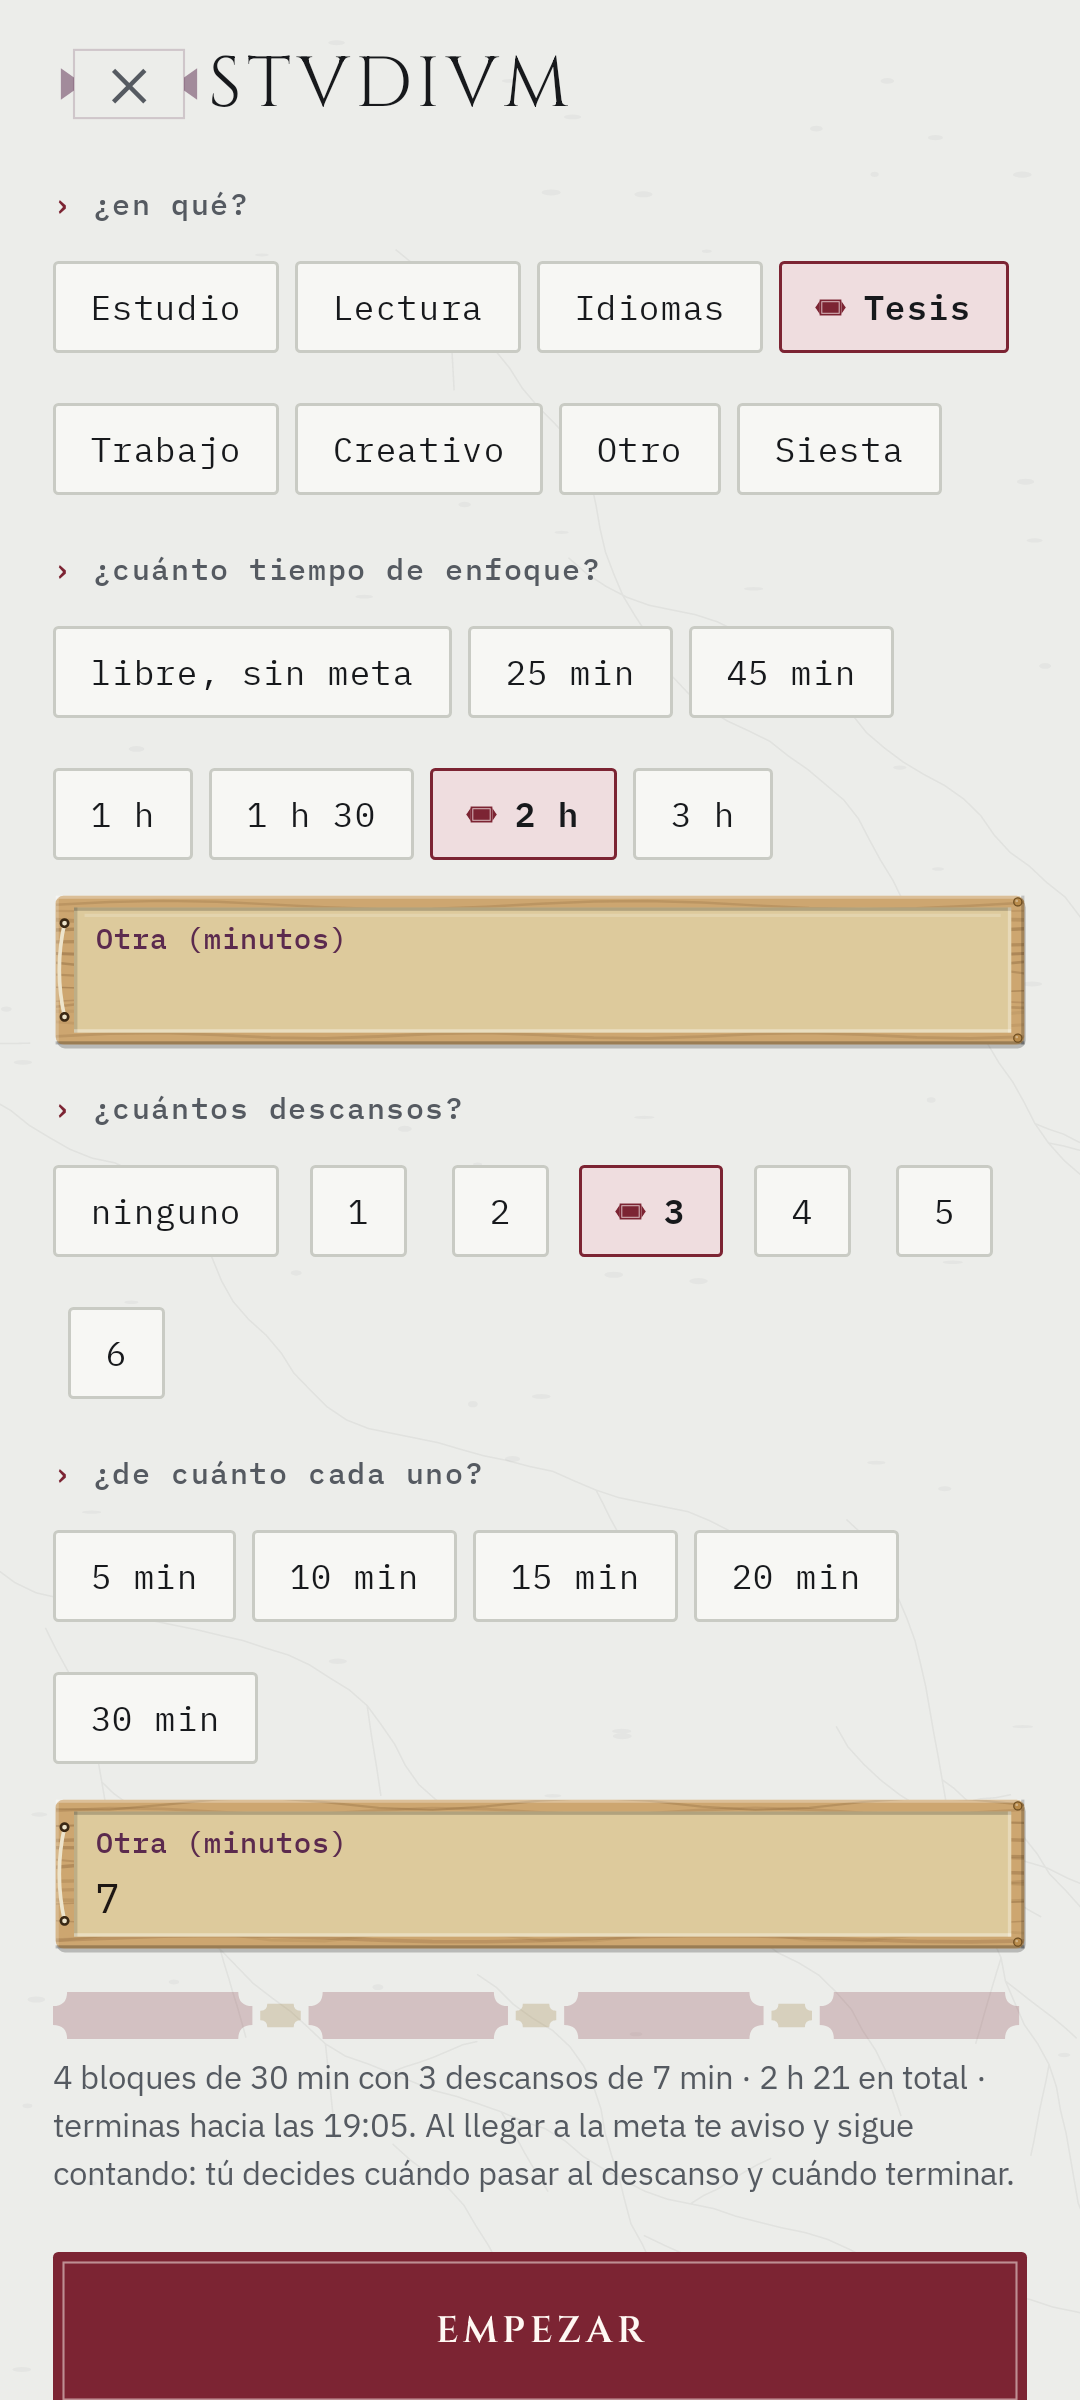 STVDIVM
› ¿en qué?
Estudio Lectura Idiomas Tesis
Trabajo Creativo Otro Siesta
› ¿cuánto tiempo de enfoque?
libre, sin meta 25 min 45 min
1 h 1 h 30 2 h 3 h
Otra (minutos)
› ¿cuántos descansos?
ninguno 1 2 3 4 5
6
› ¿de cuánto cada uno?
5 min 10 min 15 min 20 min
30 min
Otra (minutos)
7
4 bloques de 30 min con 3 descansos de 7 min · 2 h 21 en total ·
terminas hacia las 19:05. Al llegar a la meta te aviso y sigue
contando: tú decides cuándo pasar al descanso y cuándo terminar.
EMPEZAR